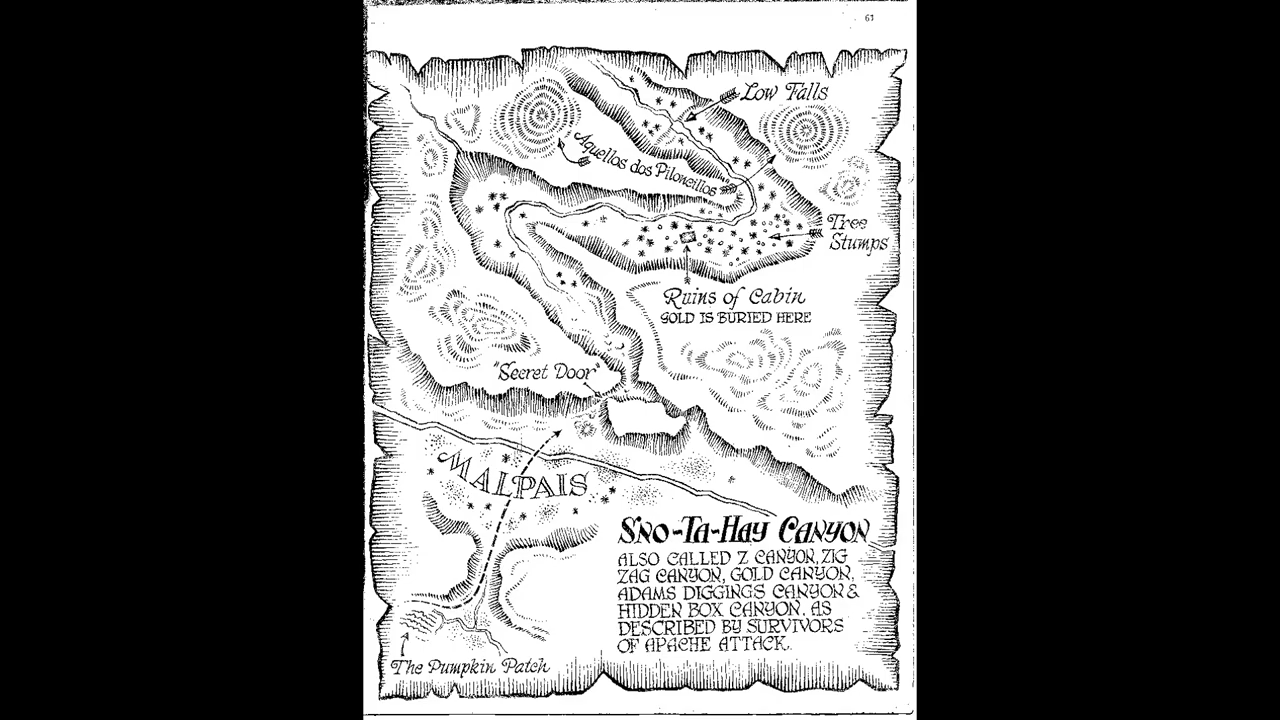 61
Low Falls
Aquellos dos Piloncillos
Tree
Stumps
Ruins of Cabin
GOLD IS BURIED HERE
"Secret Door"
MALPAIS
SNO-TA-HAY CANYON
ALSO CALLED Z CANYON, ZIG
ZAG CANYON, GOLD CANYON,
ADAMS DIGGINGS CANYON &
HIDDEN BOX CANYON. AS
DESCRIBED BY SURVIVORS
OF APACHE ATTACK.
The Pumpkin Patch